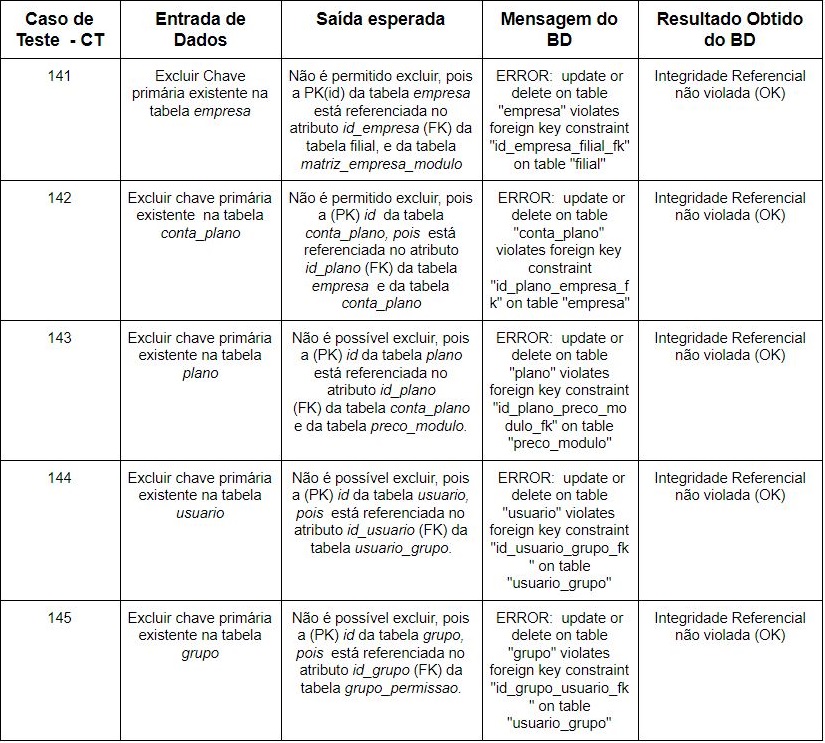 Caso de Teste - CT
Entrada de Dados
Saída esperada
Mensagem do BD
Resultado Obtido do BD
141
Excluir Chave
primária existente na
tabela empresa
Não é permitido excluir, pois
a PK(id) da tabela empresa
está referenciada no
atributo id_empresa (FK) da
tabela filial, e da tabela
matriz_empresa_modulo
ERROR: update or
delete on table
"empresa" violates
foreign key constraint
"id_empresa_filial_fk"
on table "filial"
Integridade Referencial
não violada (OK)
142
Excluir chave primária
existente na tabela
conta_plano
Não é permitido excluir, pois
a (PK) id da tabela
conta_plano, pois está
referenciada no atributo
id_plano (FK) da tabela
empresa e da tabela
conta_plano
ERROR: update or
delete on table
"conta_plano"
violates foreign key
constraint
"id_plano_empresa_f
k" on table "empresa"
Integridade Referencial
não violada (OK)
143
Excluir chave primária
existente na tabela
plano
Não é possível excluir, pois
a (PK) id da tabela plano
está referenciada no
atributo id_plano
(FK) da tabela conta_plano
e da tabela preco_modulo.
ERROR: update or
delete on table
"plano" violates
foreign key constraint
"id_plano_preco_mo
dulo_fk" on table
"preco_modulo"
Integridade Referencial
não violada (OK)
144
Excluir chave primária
existente na tabela
usuario
Não é possível excluir, pois
a (PK) id da tabela usuario,
pois está referenciada no
atributo id_usuario (FK) da
tabela usuario_grupo.
ERROR: update or
delete on table
"usuario" violates
foreign key constraint
"id_usuario_grupo_fk
" on table
"usuario_grupo"
Integridade Referencial
não violada (OK)
145
Excluir chave primária
existente na tabela
grupo
Não é possível excluir, pois
a (PK) id da tabela grupo,
pois está referenciada no
atributo id_grupo (FK) da
tabela grupo_permissao.
ERROR: update or
delete on table
"grupo" violates
foreign key constraint
"id_grupo_usuario_fk
" on table
"usuario_grupo"
Integridade Referencial
não violada (OK)